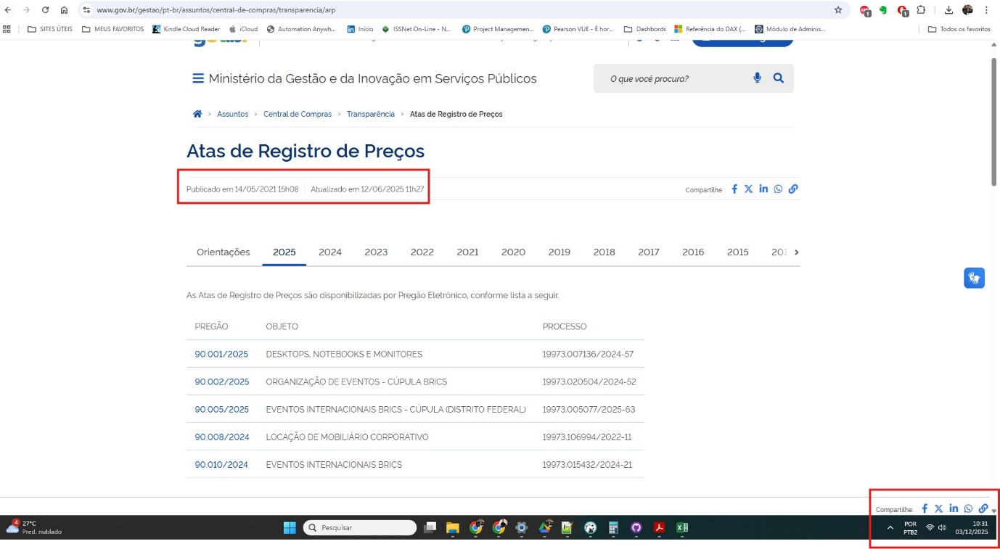 www.gov.br/gestao/pt-br/assuntos/central-de-compras/transparencia/arp
SITES ÚTEIS MEUS FAVORITOS Kindle Cloud Reader iCloud Automation Anywh... Início ISSNet On-Line - N... Project Managemen... Pearson VUE - É hor... Dashbords Referência do DAX (... Módulo de Adminis... Todos os favoritos
Ministério da Gestão e da Inovação em Serviços Públicos
O que você procura?
> Assuntos > Central de Compras > Transparência > Atas de Registro de Preços
Atas de Registro de Preços
Publicado em 14/05/2021 15h08 Atualizado em 12/06/2025 11h27
Compartilhe:
Orientações 2025 2024 2023 2022 2021 2020 2019 2018 2017 2016 2015
As Atas de Registro de Preços são disponibilizadas por Pregão Eletrônico, conforme lista a seguir.
PREGÃO OBJETO PROCESSO
90.001/2025 DESKTOPS, NOTEBOOKS E MONITORES 19973.007136/2024-57
90.002/2025 ORGANIZAÇÃO DE EVENTOS - CÚPULA BRICS 19973.020504/2024-52
90.005/2025 EVENTOS INTERNACIONAIS BRICS - CÚPULA (DISTRITO FEDERAL) 19973.005077/2025-63
90.008/2024 LOCAÇÃO DE MOBILIÁRIO CORPORATIVO 19973.106994/2022-11
90.010/2024 EVENTOS INTERNACIONAIS BRICS 19973.015432/2024-21
Compartilhe:
4 27°C
Pred. nublado
Pesquisar
POR
PTB2
10:31
03/12/2025